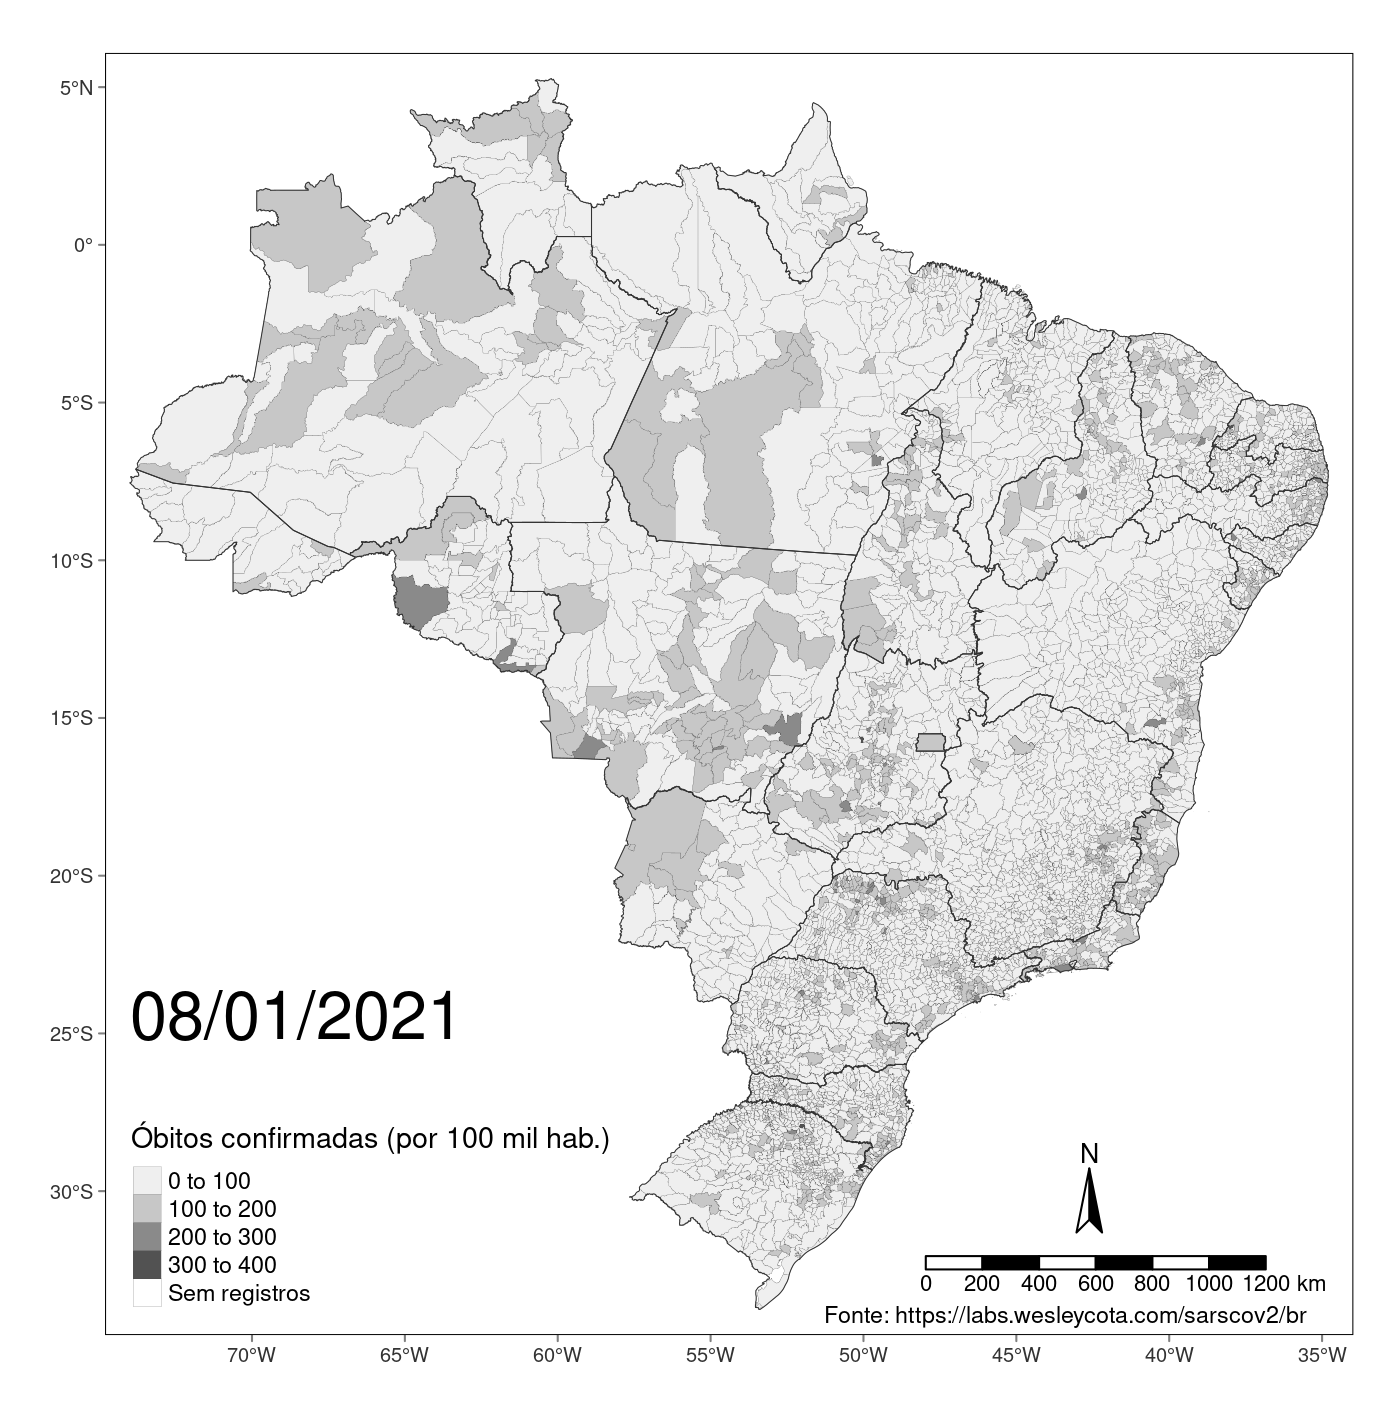 5°N
0°
5°S
10°S
15°S
20°S
25°S
30°S
08/01/2021
Óbitos confirmadas (por 100 mil hab.)
0 to 100
100 to 200
200 to 300
300 to 400
Sem registros
N
0 200 400 600 800 1000 1200 km
Fonte: https://labs.wesleycota.com/sarscov2/br
70°W 65°W 60°W 55°W 50°W 45°W 40°W 35°W